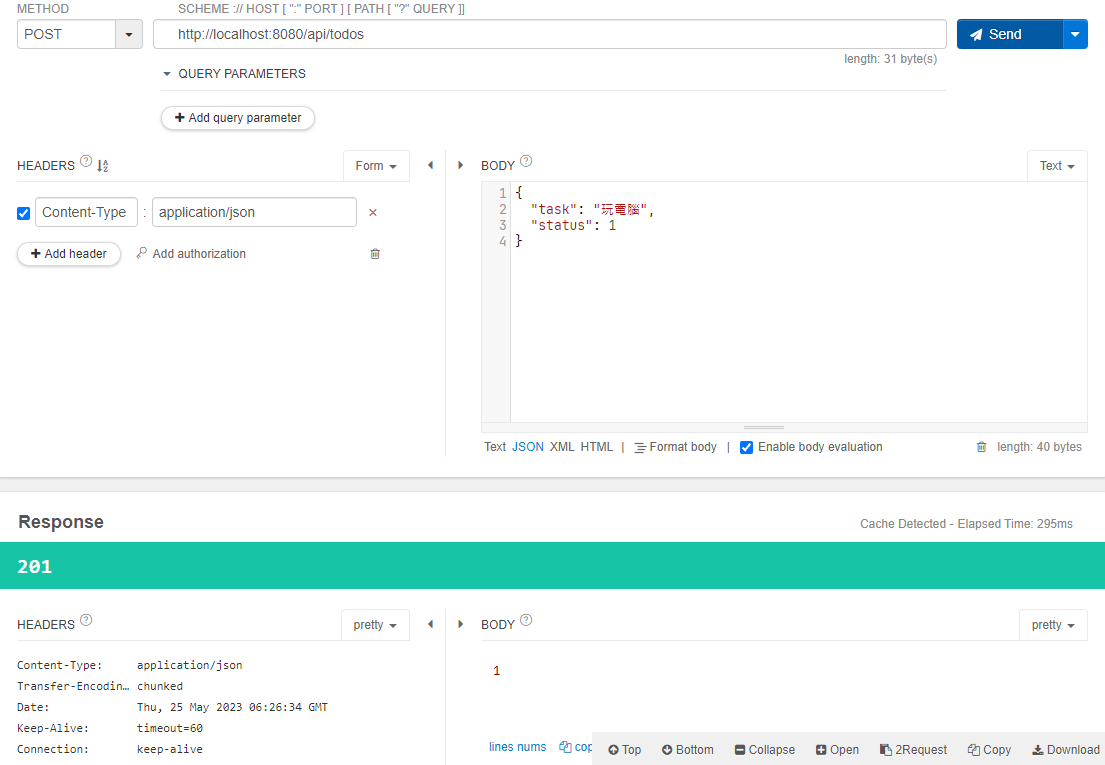 METHOD
SCHEME :// HOST [ ":" PORT ] [ PATH [ "?" QUERY ]]
POST
http://localhost:8080/api/todos
Send
length: 31 byte(s)
QUERY PARAMETERS
Add query parameter
HEADERS
Form
BODY
Text
Content-Type : application/json
Add header
Add authorization
1 {
2 "task": "玩電腦",
3 "status": 1
4 }
Text JSON XML HTML | Format body | Enable body evaluation
length: 40 bytes
Response
Cache Detected - Elapsed Time: 295ms
201
HEADERS
pretty
BODY
pretty
Content-Type: application/json
Transfer-Encodin… chunked
Date: Thu, 25 May 2023 06:26:34 GMT
Keep-Alive: timeout=60
Connection: keep-alive
1
lines nums
cop
Top
Bottom
Collapse
Open
2Request
Copy
Download